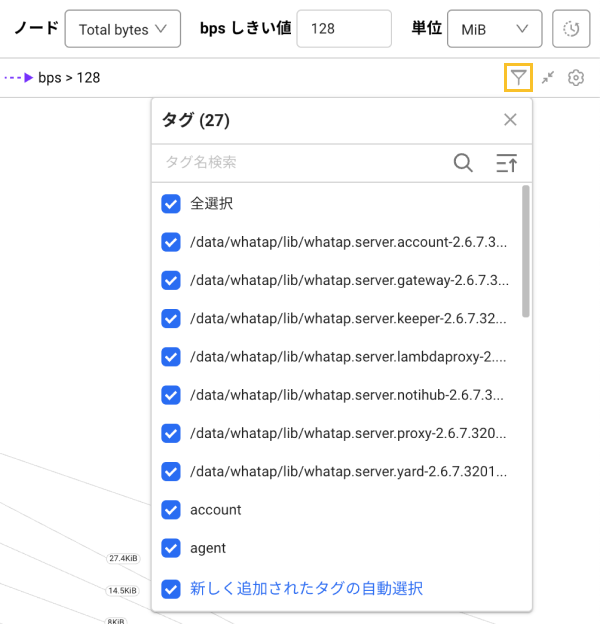 ノード Total bytes bps しきい値 128 単位 MiB
bps > 128
タグ (27)
タグ名検索
全選択
/data/whatap/lib/whatap.server.account-2.6.7.3...
/data/whatap/lib/whatap.server.gateway-2.6.7.3...
/data/whatap/lib/whatap.server.keeper-2.6.7.32...
/data/whatap/lib/whatap.server.lambdaproxy-2....
/data/whatap/lib/whatap.server.notihub-2.6.7.3...
/data/whatap/lib/whatap.server.proxy-2.6.7.320...
/data/whatap/lib/whatap.server.yard-2.6.7.3201...
account
agent
27.4KiB
新しく追加されたタグの自動選択
14.5KiB
8KiB